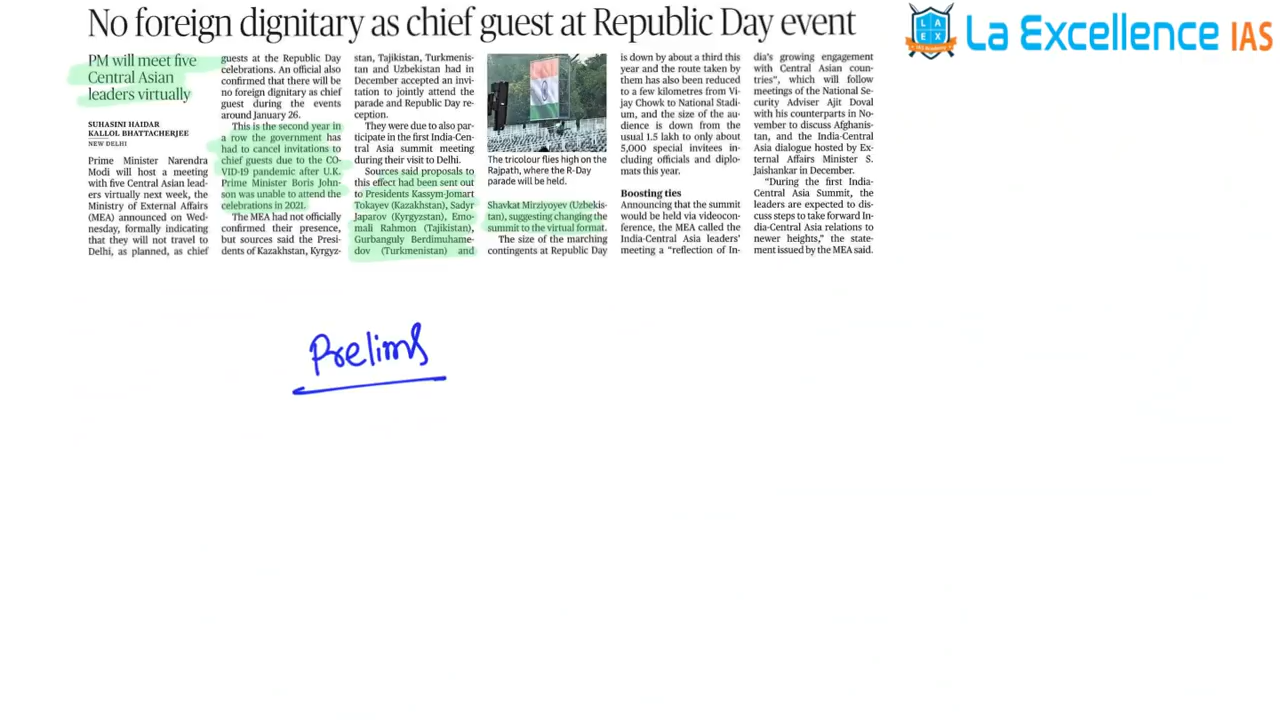 No foreign dignitary as chief guest at Republic Day event
LA
EX
IAS Academy
La Excellence IAS
PM will meet five
Central Asian
leaders virtually
SUHASINI HAIDAR
KALLOL BHATTACHERJEE
NEW DELHI
Prime Minister Narendra
Modi will host a meeting
with five Central Asian lead-
ers virtually next week, the
Ministry of External Affairs
(MEA) announced on Wed-
nesday, formally indicating
that they will not travel to
Delhi, as planned, as chief
guests at the Republic Day
celebrations. An official also
confirmed that there will be
no foreign dignitary as chief
guest during the events
around January 26.
This is the second year in
a row the government has
had to cancel invitations to
chief guests due to the CO-
VID-19 pandemic after U.K.
Prime Minister Boris John-
son was unable to attend the
celebrations in 2021.
The MEA had not officially
confirmed their presence,
but sources said the Presi-
dents of Kazakhstan, Kyrgyz-
stan, Tajikistan, Turkmenis-
tan and Uzbekistan had in
December accepted an invi-
tation to jointly attend the
parade and Republic Day re-
ception.
They were due to also par-
ticipate in the first India-Cen-
tral Asia summit meeting
during their visit to Delhi.
Sources said proposals to
this effect had been sent out
to Presidents Kassym-Jomart
Tokayev (Kazakhstan), Sadyr
Japarov (Kyrgyzstan), Emo-
mali Rahmon (Tajikistan),
Gurbanguly Berdimuhame-
dov (Turkmenistan) and
The tricolour flies high on the
Rajpath, where the R-Day
parade will be held.
Shavkat Mirziyoyev (Uzbekis-
tan), suggesting changing the
summit to the virtual format.
The size of the marching
contingents at Republic Day
is down by about a third this
year and the route taken by
them has also been reduced
to a few kilometres from Vi-
jay Chowk to National Stadi-
um, and the size of the au-
dience is down from the
usual 1.5 lakh to only about
5,000 special invitees in-
cluding officials and diplo-
mats this year.
Boosting ties
Announcing that the summit
would be held via videocon-
ference, the MEA called the
India-Central Asia leaders'
meeting a "reflection of In-
dia's growing engagement
with Central Asian coun-
tries", which will follow
meetings of the National Se-
curity Adviser Ajit Doval
with his counterparts in No-
vember to discuss Afghanis-
tan, and the India-Central
Asia dialogue hosted by Ex-
ternal Affairs Minister S.
Jaishankar in December.
"During the first India-
Central Asia Summit, the
leaders are expected to dis-
cuss steps to take forward In-
dia-Central Asia relations to
newer heights," the state-
ment issued by the MEA said.
Prelims